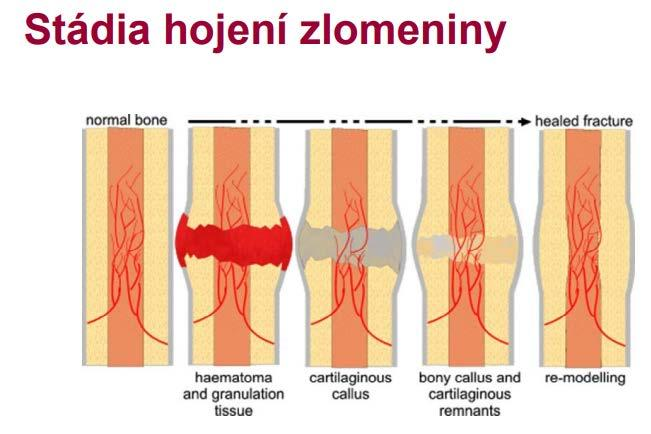 Stádia hojení zlomeniny
normal bone
healed fracture
haematoma
and granulation
tissue
cartilaginous
callus
bony callus and
cartilaginous
remnants
re-modelling